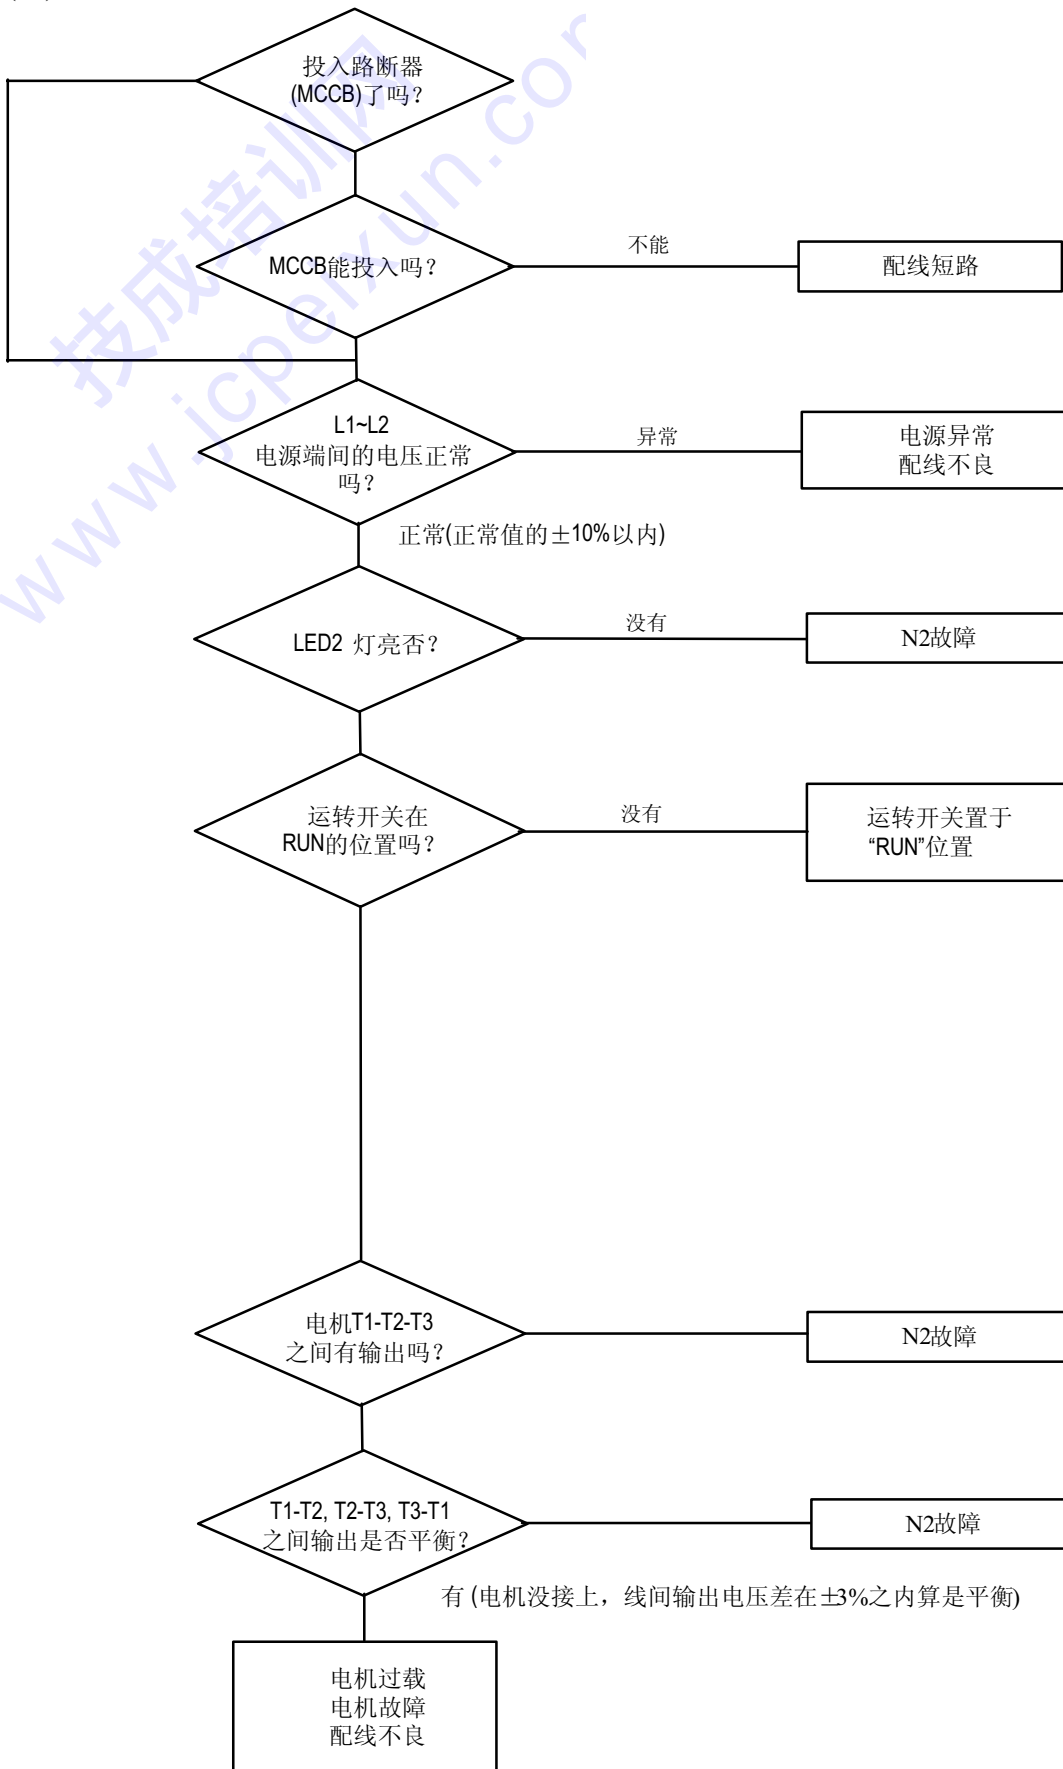 投入路断器
(MCCB)了吗？
MCCB能投入吗？
不能
配线短路
L1~L2
电源端间的电压正常
吗？
异常
电源异常
配线不良
正常(正常值的±10%以内)
LED2 灯亮否？
没有
N2故障
运转开关在
RUN的位置吗？
没有
运转开关置于
“RUN”位置
电机T1-T2-T3
之间有输出吗？
N2故障
T1-T2, T2-T3, T3-T1
之间输出是否平衡？
N2故障
有 (电机没接上，线间输出电压差在±3%之内算是平衡)
电机过载
电机故障
配线不良
技成培训网
www.jcpeixun.cor